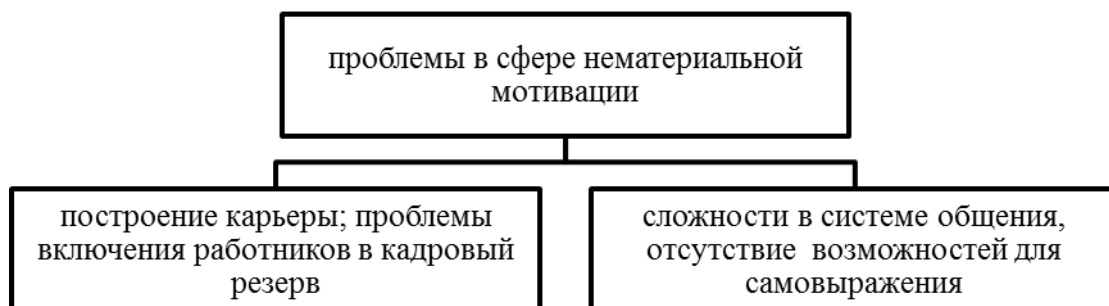 проблемы в сфере нематериальной
мотивации
построение карьеры; проблемы
включения работников в кадровый
резерв
сложности в системе общения,
отсутствие возможностей для
самовыражения